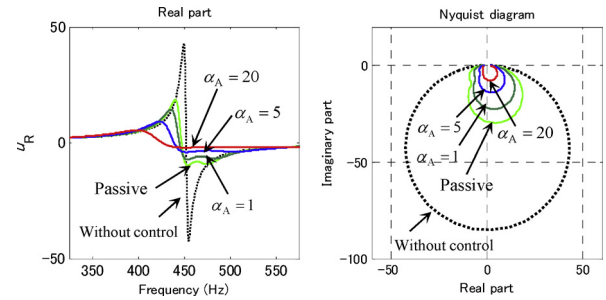 Real part
50
0
-50
u_R
α_A = 20
α_A = 5
Passive
α_A = 1
Without control
350 400 450 500 550
Frequency (Hz)
Nyquist diagram
0
-50
-100
Imaginary part
α_A = 5
α_A = 20
α_A = 1
Passive
Without control
-50 0 50
Real part